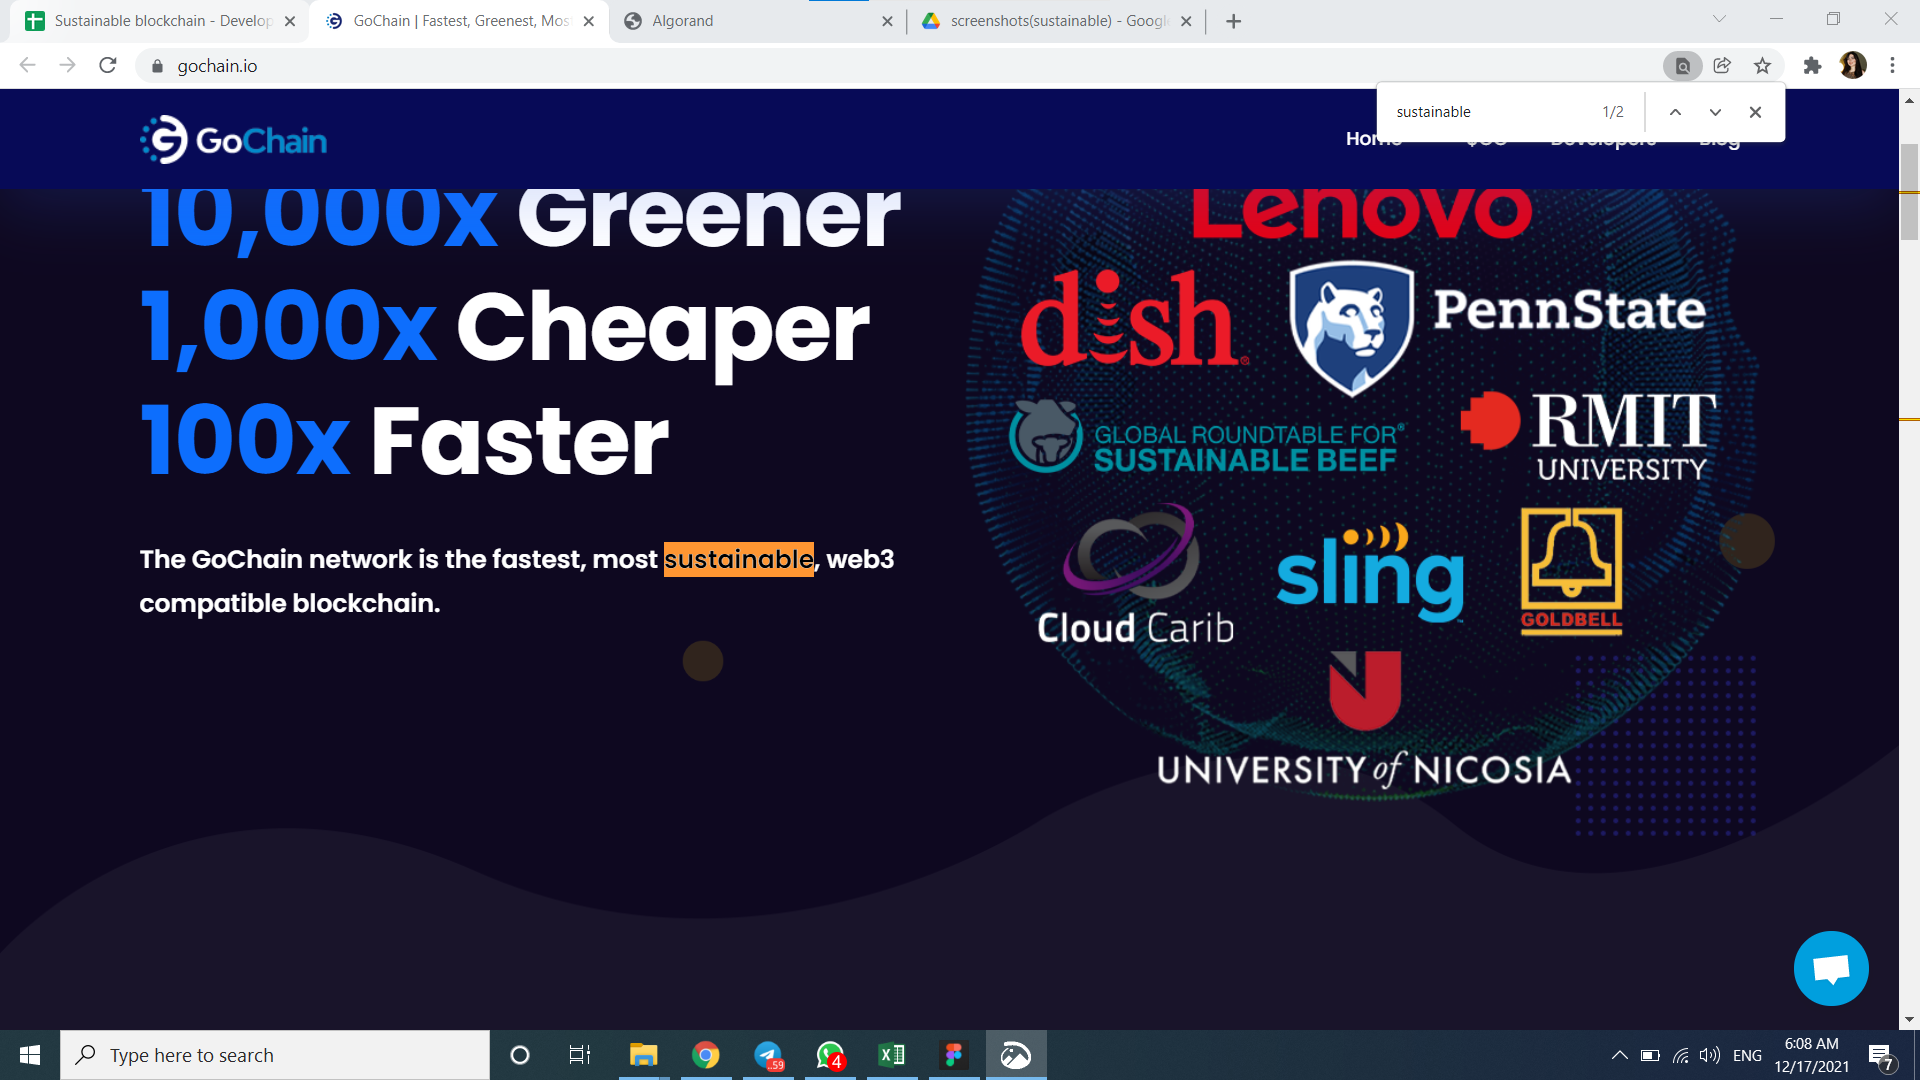 Sustainable blockchain - Develop
GoChain | Fastest, Greenest, Mos
Algorand
screenshots(sustainable) - Google
gochain.io
sustainable
1/2
GoChain
Home
$GO
Developers
Blog
10,000x Greener
1,000x Cheaper
100x Faster
The GoChain network is the fastest, most sustainable, web3
compatible blockchain.
Lenovo
dish
PennState
GLOBAL ROUNDTABLE FOR®
SUSTAINABLE BEEF
RMIT
UNIVERSITY
Cloud Carib
sling
GOLDBELL
UNIVERSITY of NICOSIA
Type here to search
..59
4
ENG
6:08 AM
12/17/2021
7